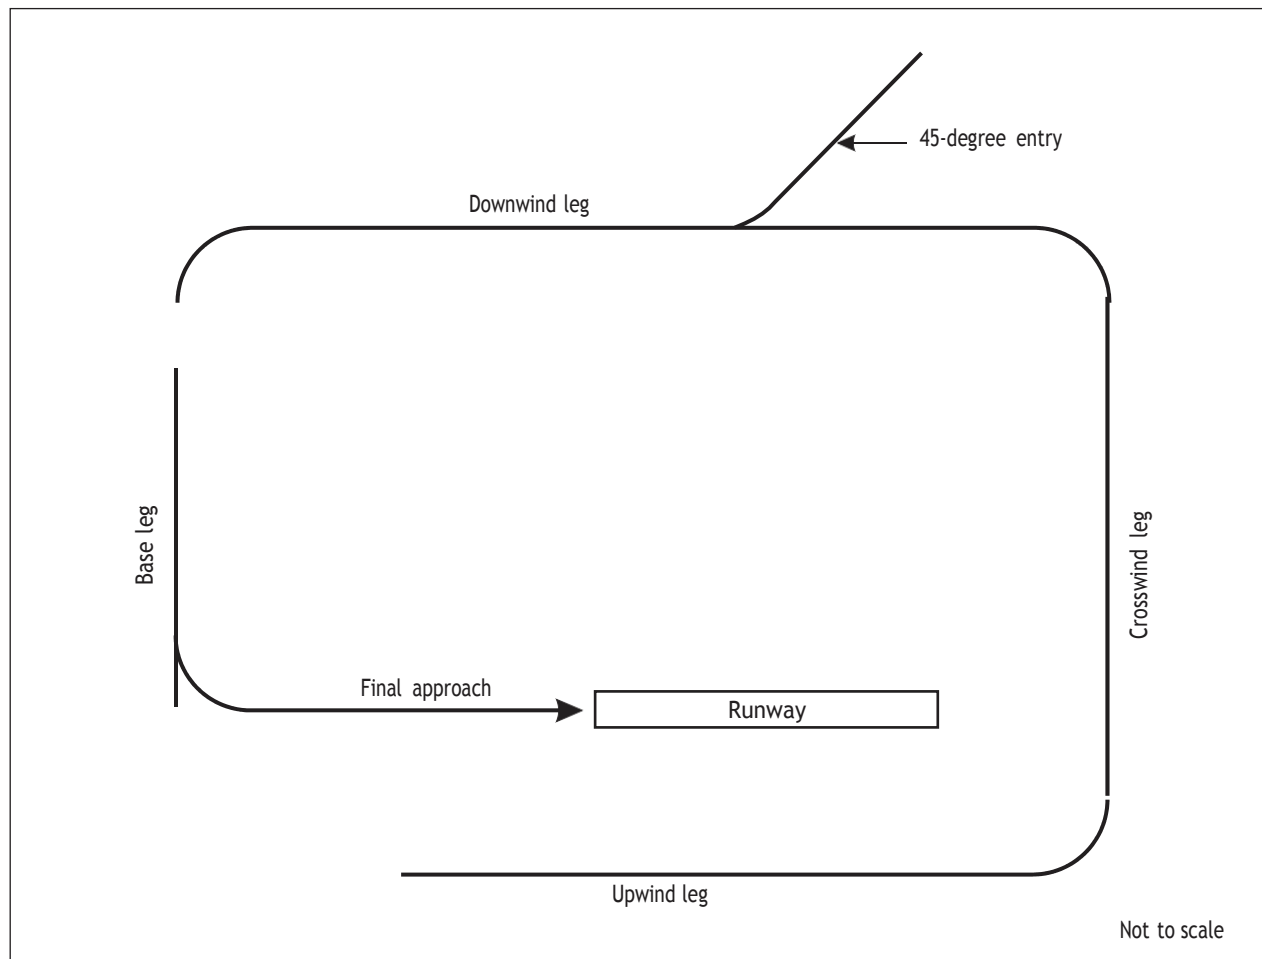 45-degree entry
Downwind leg
Base leg
Crosswind leg
Final approach
Runway
Upwind leg
Not to scale